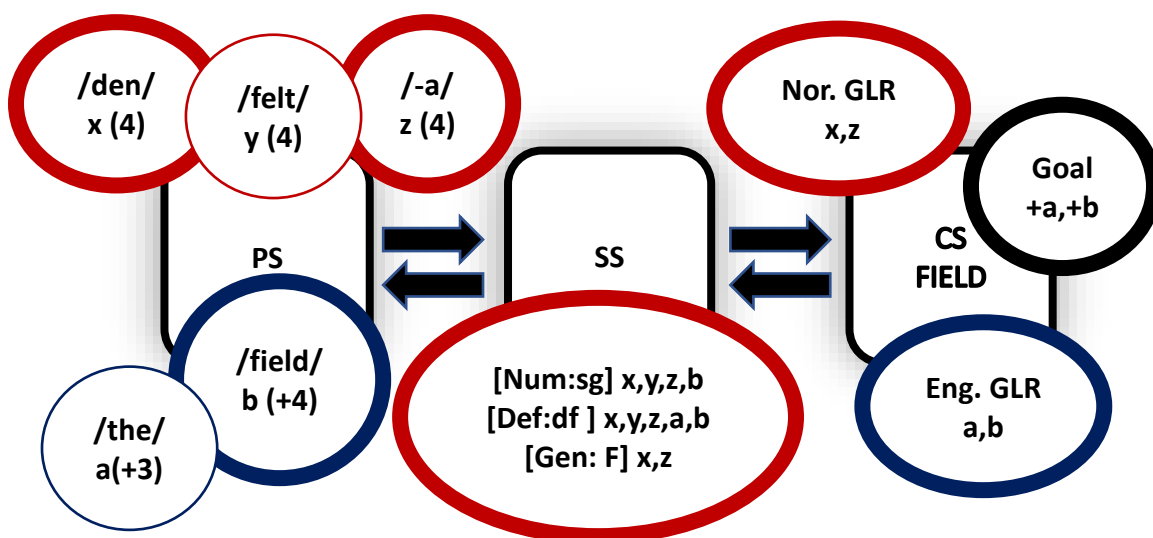 /den/
x (4)
/felt/
y (4)
/-a/
z (4)
Nor. GLR
x,z
Goal
+a,+b
PS
SS
CS
FIELD
/field/
b (+4)
/the/
a(+3)
[Num:sg] x,y,z,b
[Def:df ] x,y,z,a,b
[Gen: F] x,z
Eng. GLR
a,b